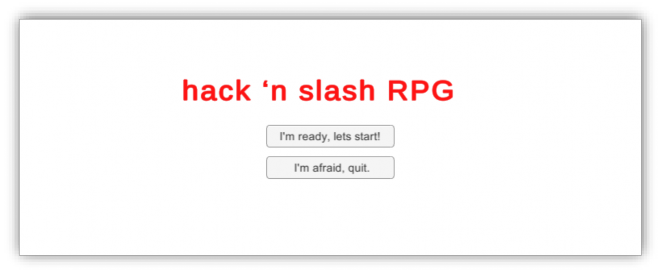 hack ‘n slash RPG
I'm ready, lets start!
I'm afraid, quit.